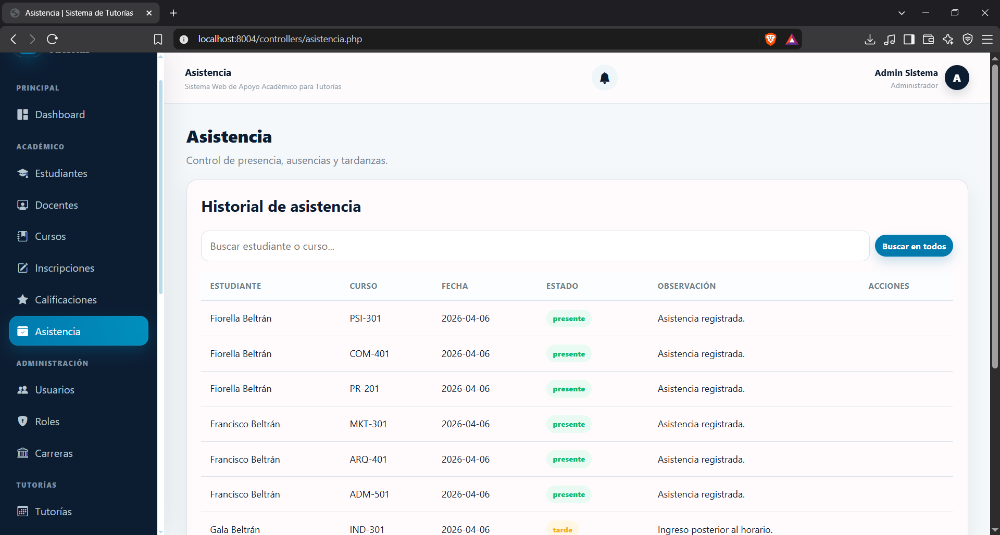 Asistencia | Sistema de Tutorías
localhost:8004/controllers/asistencia.php
PRINCIPAL
Dashboard
ACADÉMICO
Estudiantes
Docentes
Cursos
Inscripciones
Calificaciones
Asistencia
ADMINISTRACIÓN
Usuarios
Roles
Carreras
TUTORÍAS
Tutorías
Asistencia
Sistema Web de Apoyo Académico para Tutorías
Admin Sistema
Administrador
A
Asistencia
Control de presencia, ausencias y tardanzas.
Historial de asistencia
Buscar estudiante o curso...
Buscar en todos
ESTUDIANTE CURSO FECHA ESTADO OBSERVACIÓN ACCIONES
Fiorella Beltrán PSI-301 2026-04-06 presente Asistencia registrada.
Fiorella Beltrán COM-401 2026-04-06 presente Asistencia registrada.
Fiorella Beltrán PR-201 2026-04-06 presente Asistencia registrada.
Francisco Beltrán MKT-301 2026-04-06 presente Asistencia registrada.
Francisco Beltrán ARQ-401 2026-04-06 presente Asistencia registrada.
Francisco Beltrán ADM-501 2026-04-06 presente Asistencia registrada.
Gala Beltrán IND-301 2026-04-06 tarde Ingreso posterior al horario.